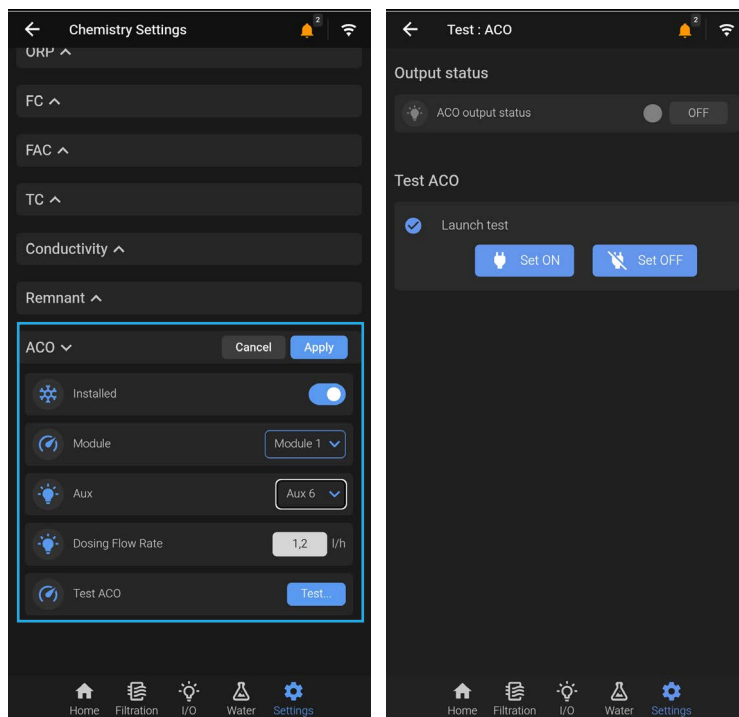 Chemistry Settings
2
ORP
FC
FAC
TC
Conductivity
Remnant
ACO
Cancel
Apply
Installed
Module
Module 1
Aux
Aux 6
Dosing Flow Rate
1,2
l/h
Test ACO
Test...
Home
Filtration
I/O
Water
Settings
Test : ACO
2
Output status
ACO output status
OFF
Test ACO
Launch test
Set ON
Set OFF
Home
Filtration
I/O
Water
Settings